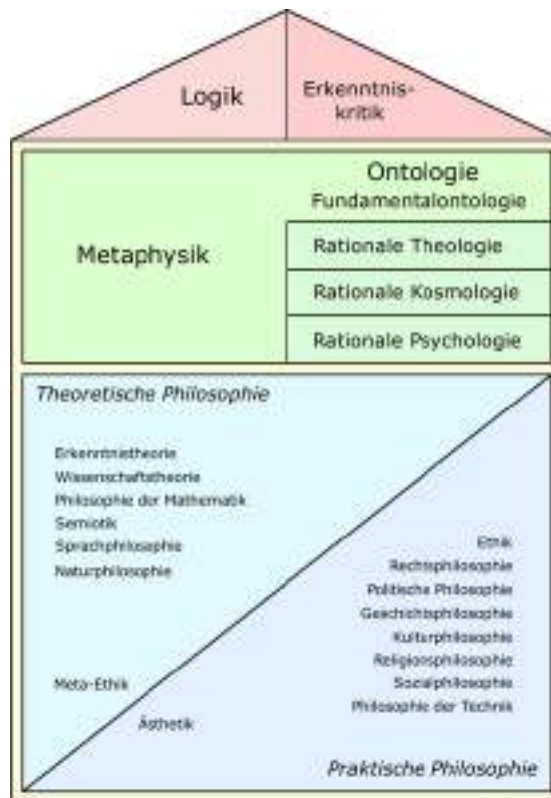 Logik
Erkenntnis-
kritik
Metaphysik
Ontologie
Fundamentalontologie
Rationale Theologie
Rationale Kosmologie
Rationale Psychologie
Theoretische Philosophie
Erkenntnistheorie
Wissenschaftstheorie
Philosophie der Mathematik
Semiotik
Sprachphilosophie
Naturphilosophie
Meta-Ethik
Ästhetik
Ethik
Rechtsphilosophie
Politische Philosophie
Geschichtsphilosophie
Kulturphilosophie
Religionsphilosophie
Sozialphilosophie
Philosophie der Technik
Praktische Philosophie